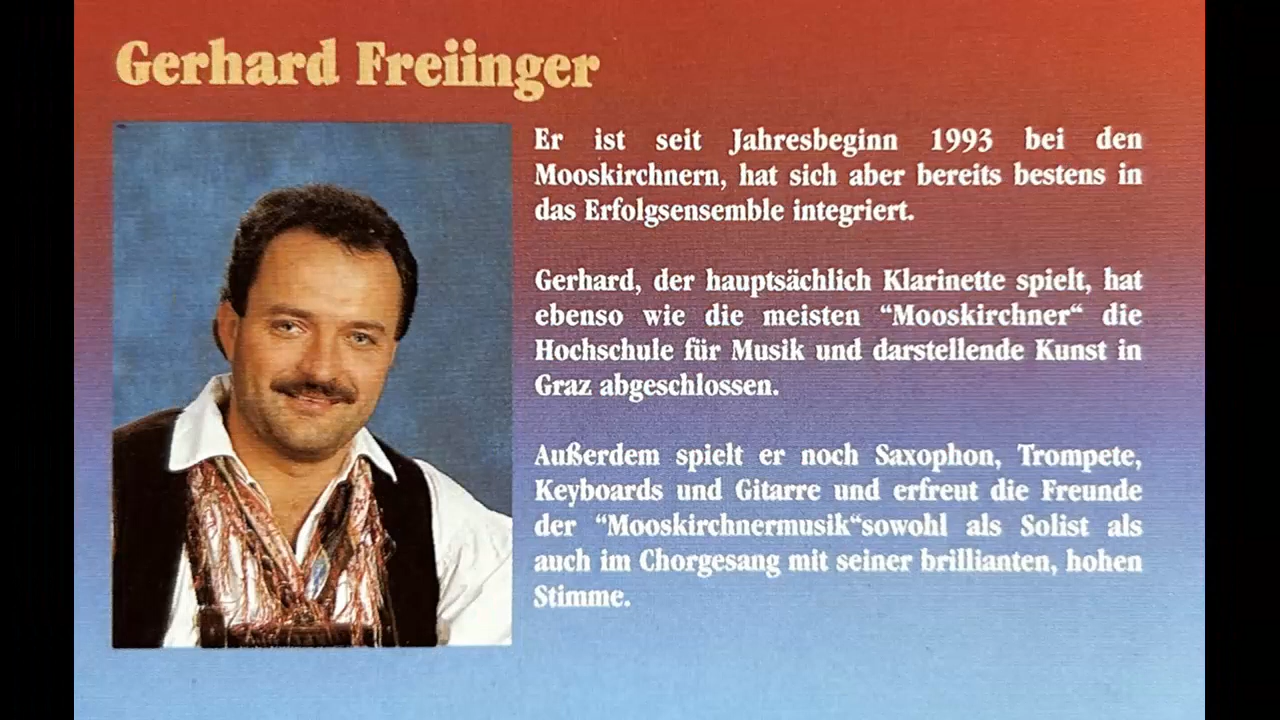 Gerhard Freiinger
Er ist seit Jahresbeginn 1993 bei den
Mooskirchnern, hat sich aber bereits bestens in
das Erfolgsensemble integriert.
Gerhard, der hauptsächlich Klarinette spielt, hat
ebenso wie die meisten “Mooskirchner“ die
Hochschule für Musik und darstellende Kunst in
Graz abgeschlossen.
Außerdem spielt er noch Saxophon, Trompete,
Keyboards und Gitarre und erfreut die Freunde
der “Mooskirchnermusik“sowohl als Solist als
auch im Chorgesang mit seiner brillianten, hohen
Stimme.